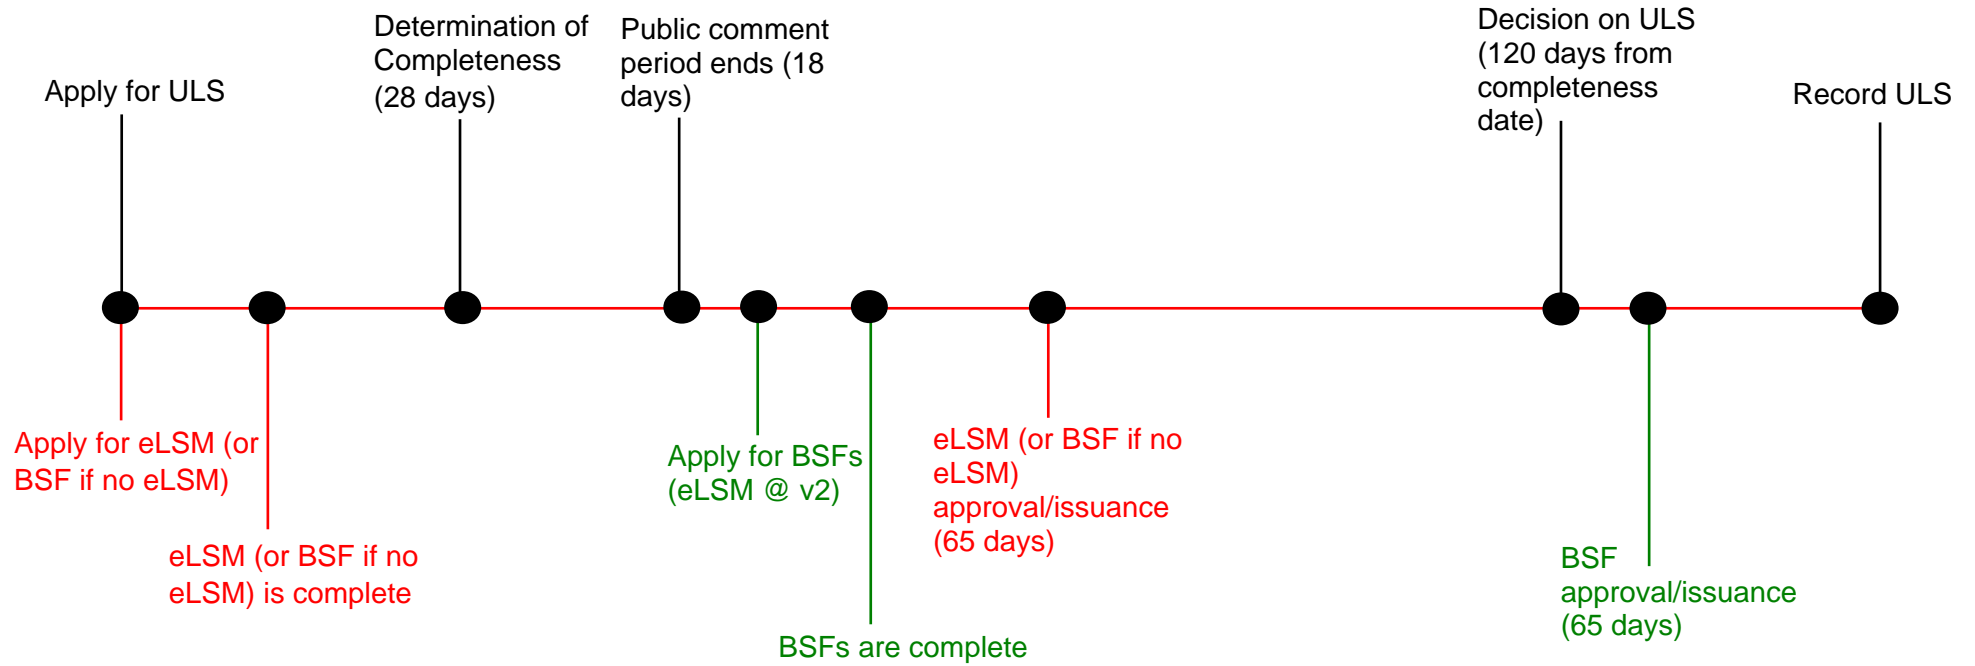 Apply for ULS
Determination of
Completeness
(28 days)
Public comment
period ends (18
days)
Decision on ULS
(120 days from
completeness
date)
Record ULS
Apply for eLSM (or
BSF if no eLSM)
eLSM (or BSF if no
eLSM) is complete
Apply for BSFs
(eLSM @ v2)
BSFs are complete
eLSM (or BSF if no
eLSM)
approval/issuance
(65 days)
BSF
approval/issuance
(65 days)